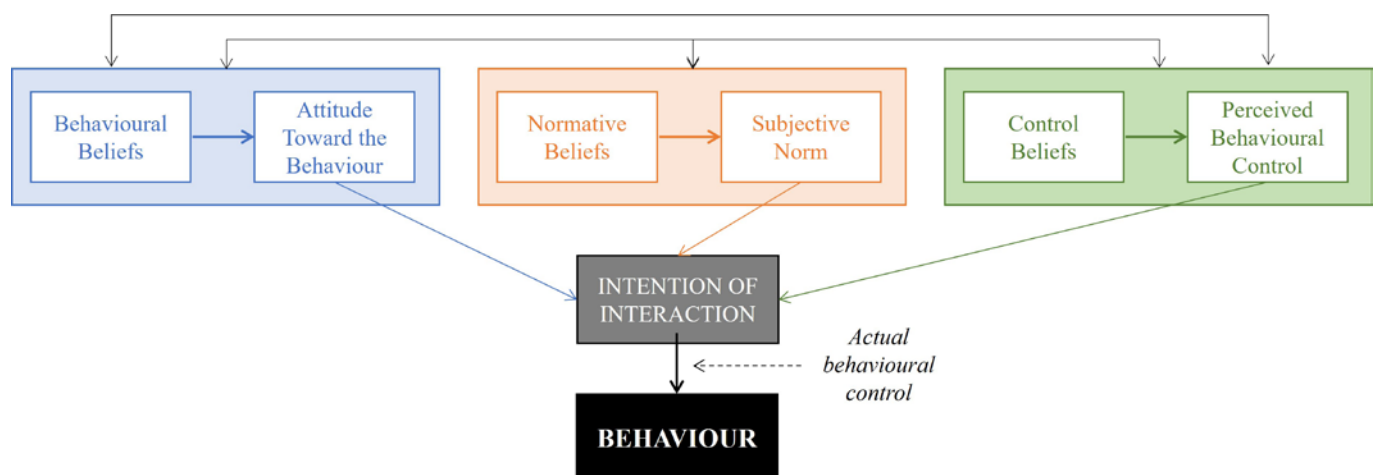 Behavioural
Beliefs
Attitude
Toward the
Behaviour
Normative
Beliefs
Subjective
Norm
Control
Beliefs
Perceived
Behavioural
Control
INTENTION OF
INTERACTION
Actual
behavioural
control
BEHAVIOUR